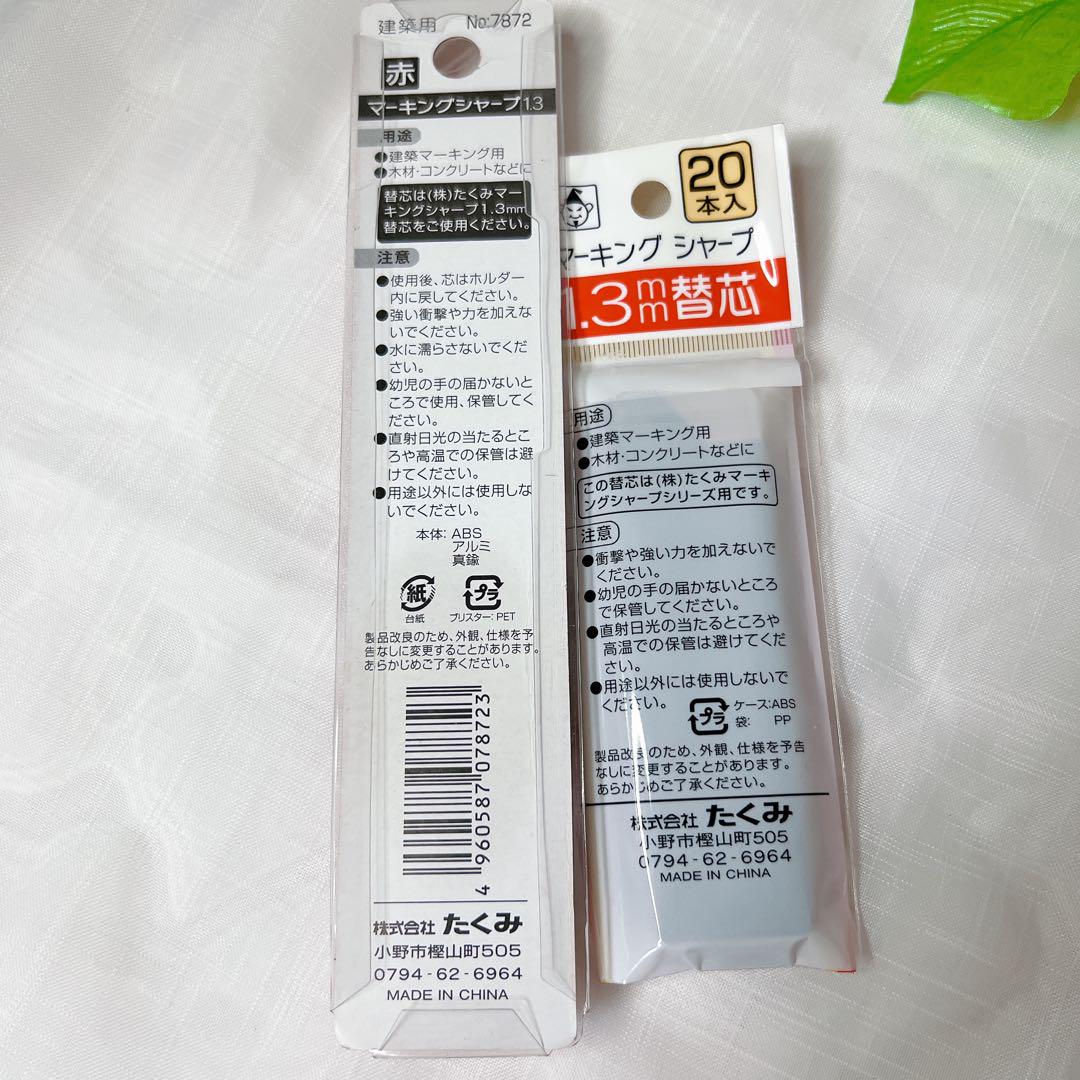 建築用 No:7872
赤
マーキングシャープ1.3
用途
●建築マーキング用
●木材・コンクリートなどに
替芯は(株)たくみマー
キングシャープ1.3mm
替芯をご使用ください。
注意
●使用後、芯はホルダー
内に戻してください。
●強い衝撃や力を加えな
いでください。
●水に濡らさないでくだ
さい。
●幼児の手の届かないと
ころで使用、保管してく
ださい。
●直射日光の当たるとこ
ろや高温での保管は避
けてください。
●用途以外には使用しな
いでください。
本体: ABS
アルミ
真鍮
紙 プラ
台紙 ブリスター: PET
製品改良のため、外観、仕様を予
告なしに変更することがあります。
あらかじめご了承ください。
4 960587 078723
株式会社 たくみ
小野市樫山町505
0794-62-6964
MADE IN CHINA
20
本入
マーキング シャープ
1.3mm替芯
用途
●建築マーキング用
●木材・コンクリートなどに
この替芯は(株)たくみマーキ
ングシャープシリーズ用です。
注意
●衝撃や強い力を加えないで
ください。
●幼児の手の届かないところ
で保管してください。
●直射日光の当たるところや
高温での保管は避けてくだ
さい。
●用途以外には使用しないで
ください。
プラ ケース:ABS
袋: PP
製品改良のため、外観、仕様を予告
なしに変更することがあります。
あらかじめご了承ください。
株式会社 たくみ
小野市樫山町505
0794-62-6964
MADE IN CHINA